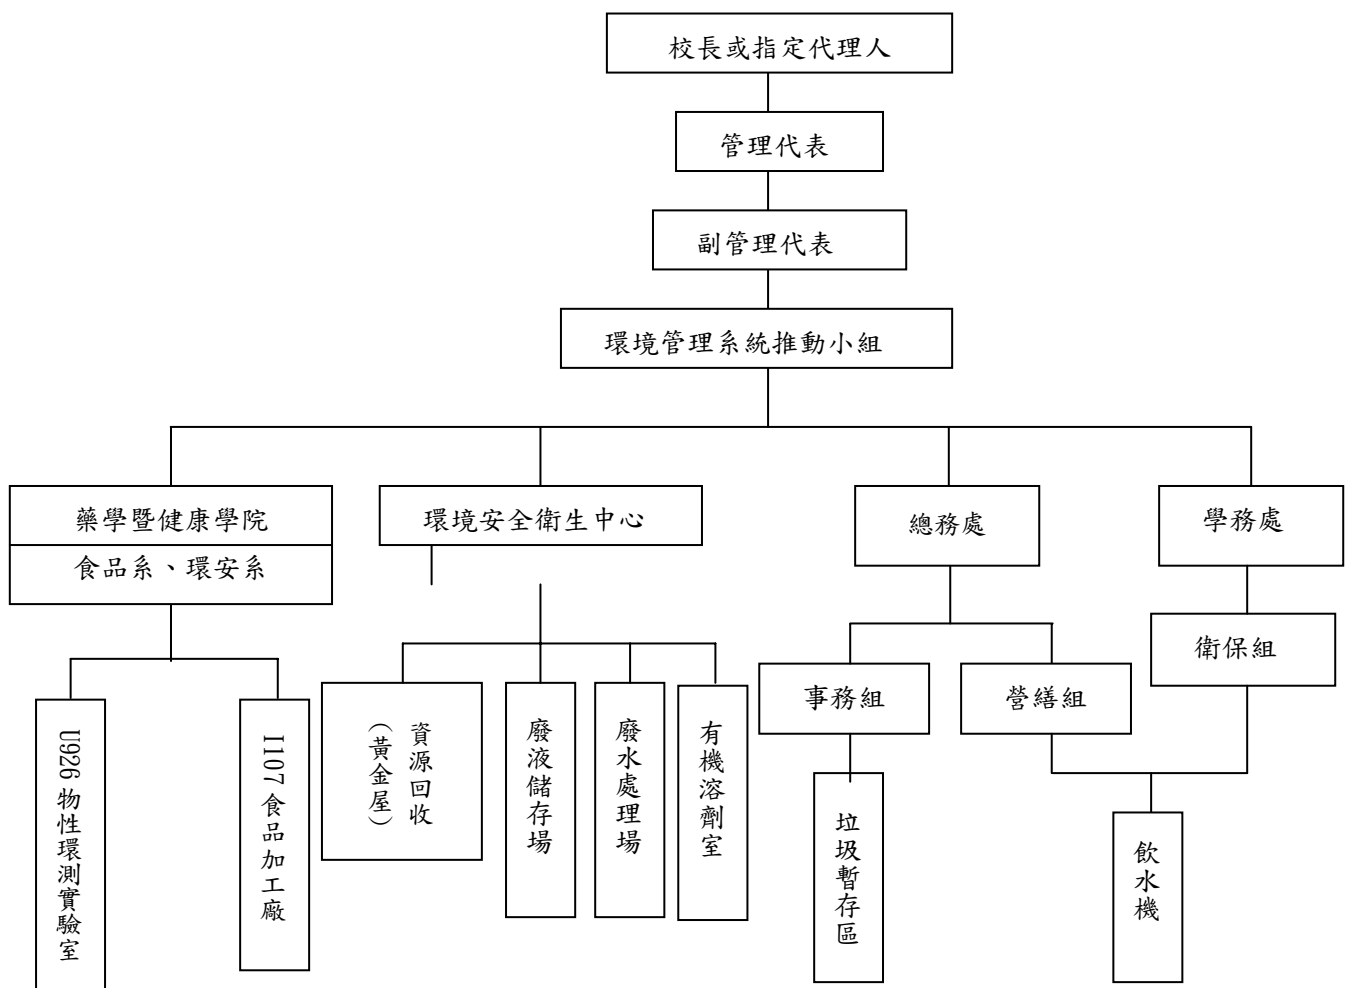 校長或指定代理人
管理代表
副管理代表
環境管理系統推動小組
藥學暨健康學院
食品系、環安系
環境安全衛生中心
總務處
學務處
衛保組
事務組
營繕組
U926 物性環測實驗室
I107 食品加工廠
資源回收
（黃金屋）
廢液儲存場
廢水處理場
有機溶劑室
垃圾暫存區
飲水機